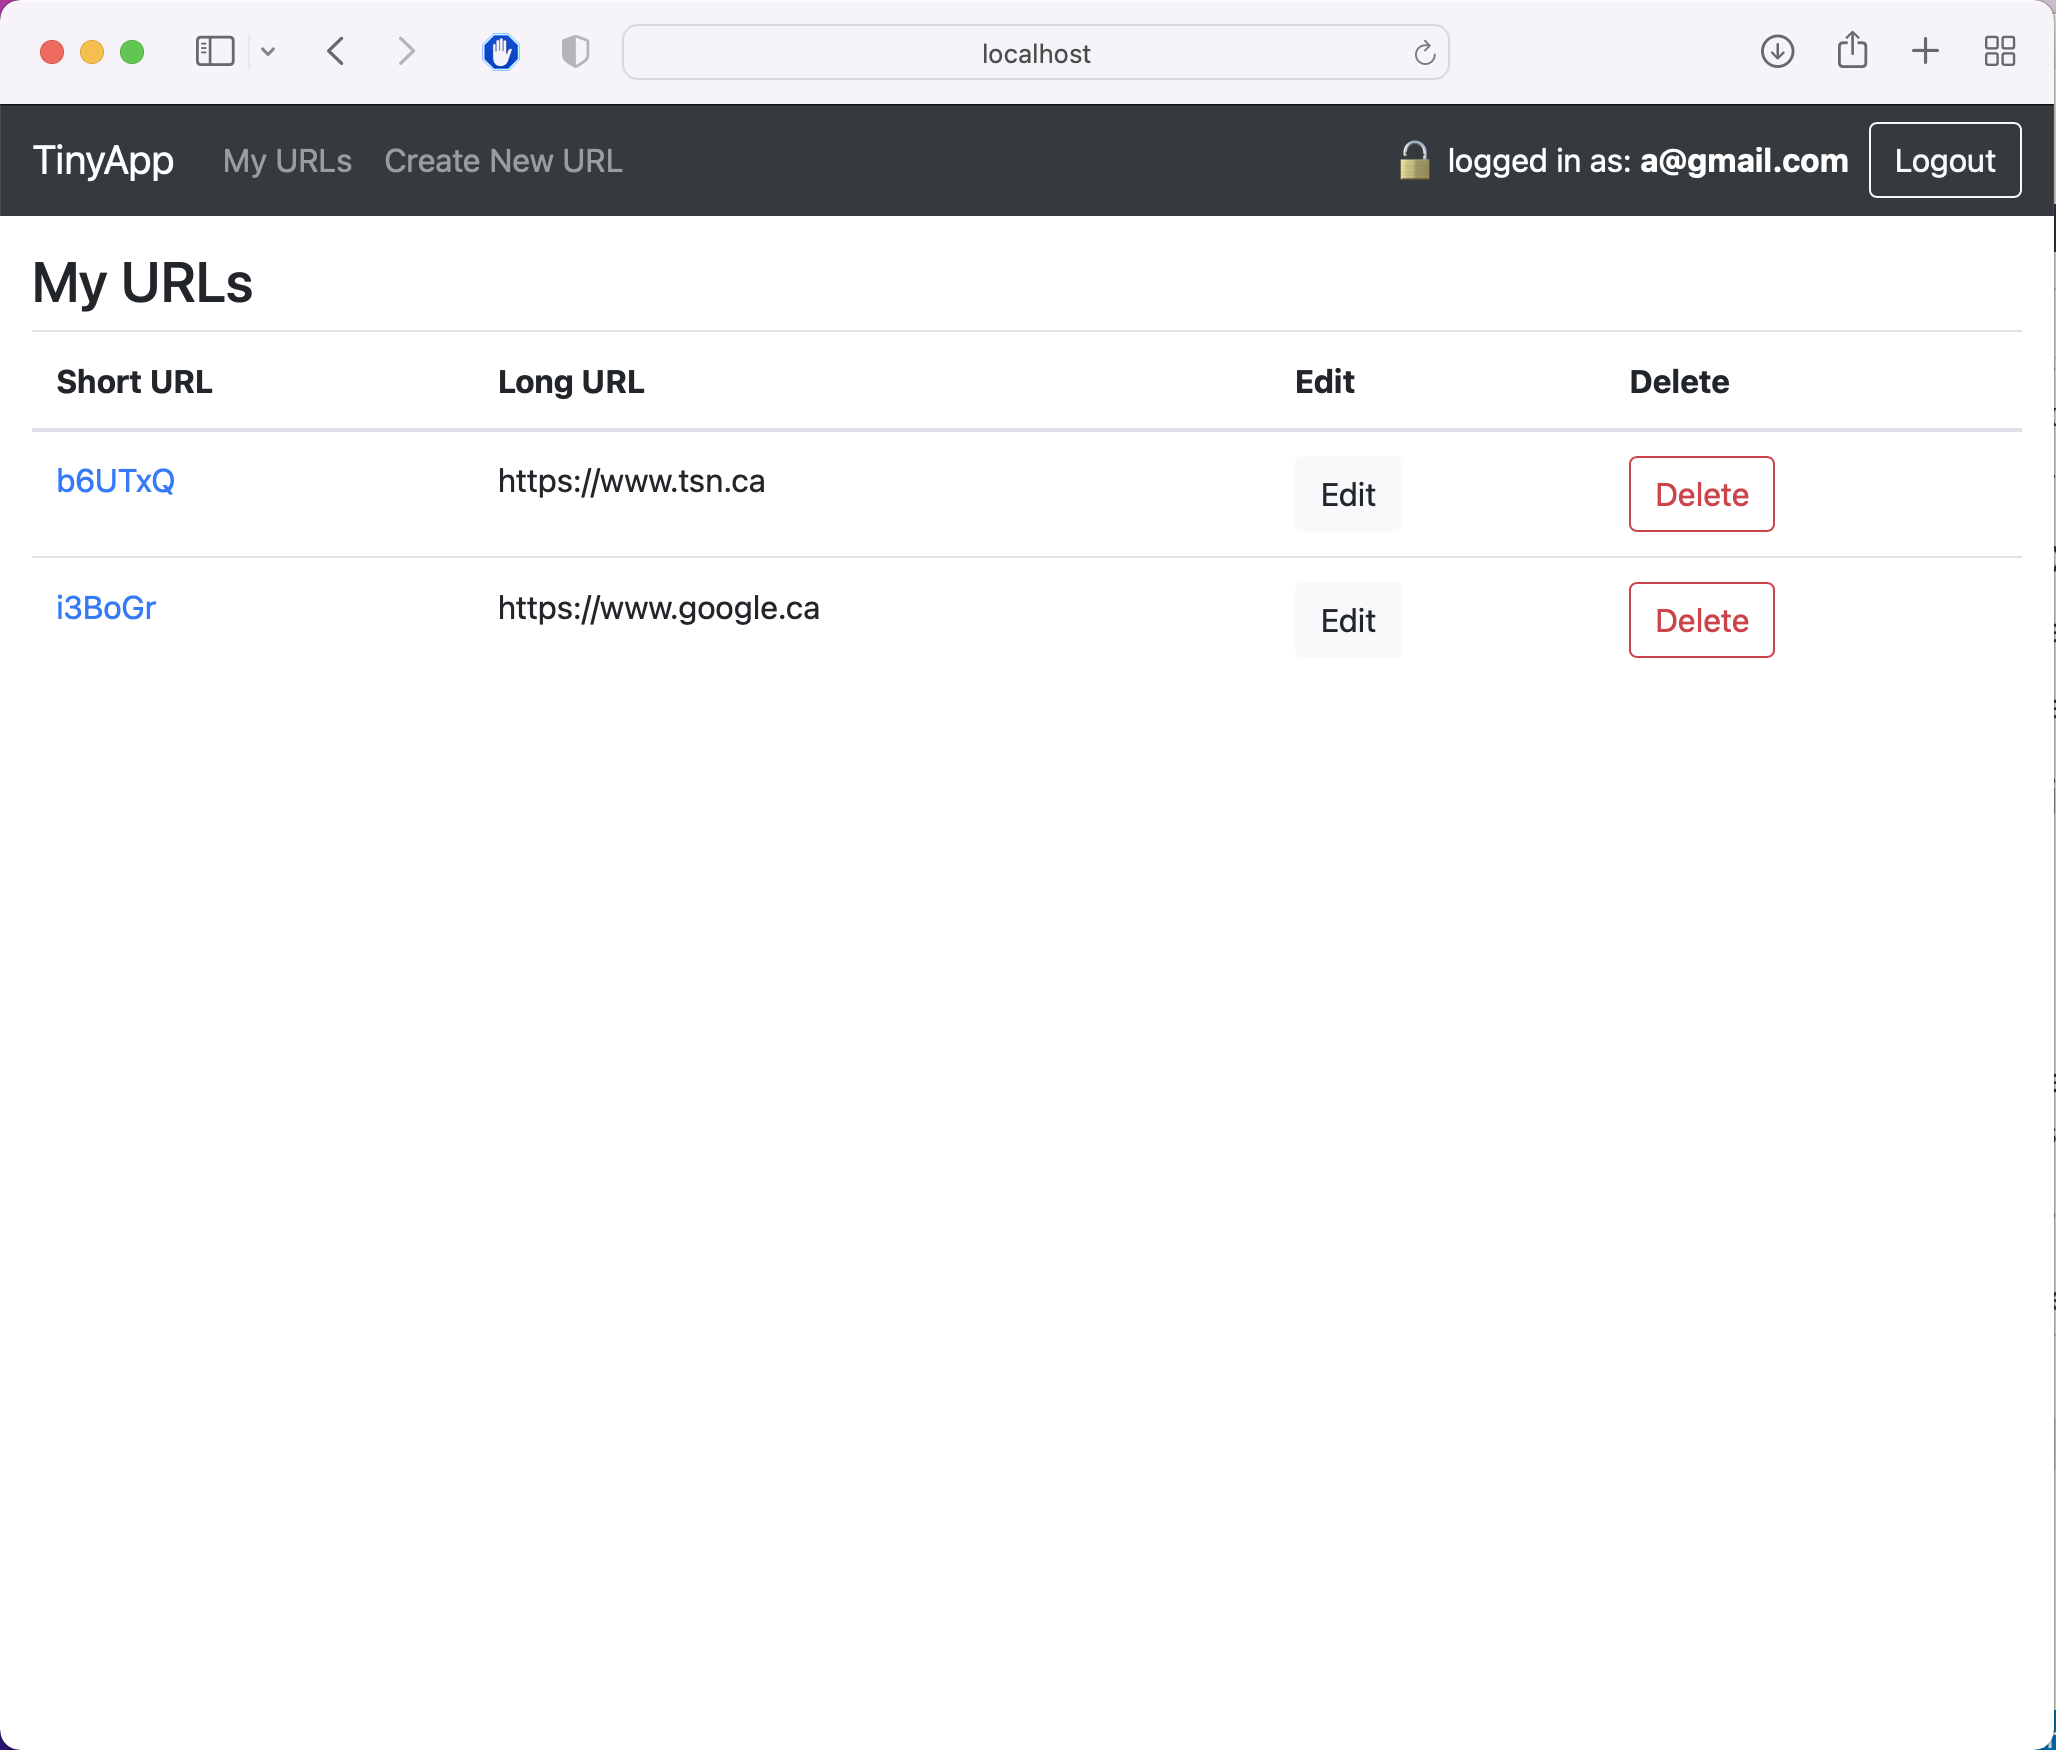 localhost
TinyApp My URLs Create New URL logged in as: a@gmail.com Logout
My URLs
Short URL Long URL Edit Delete
b6UTxQ https://www.tsn.ca Edit Delete
i3BoGr https://www.google.ca Edit Delete